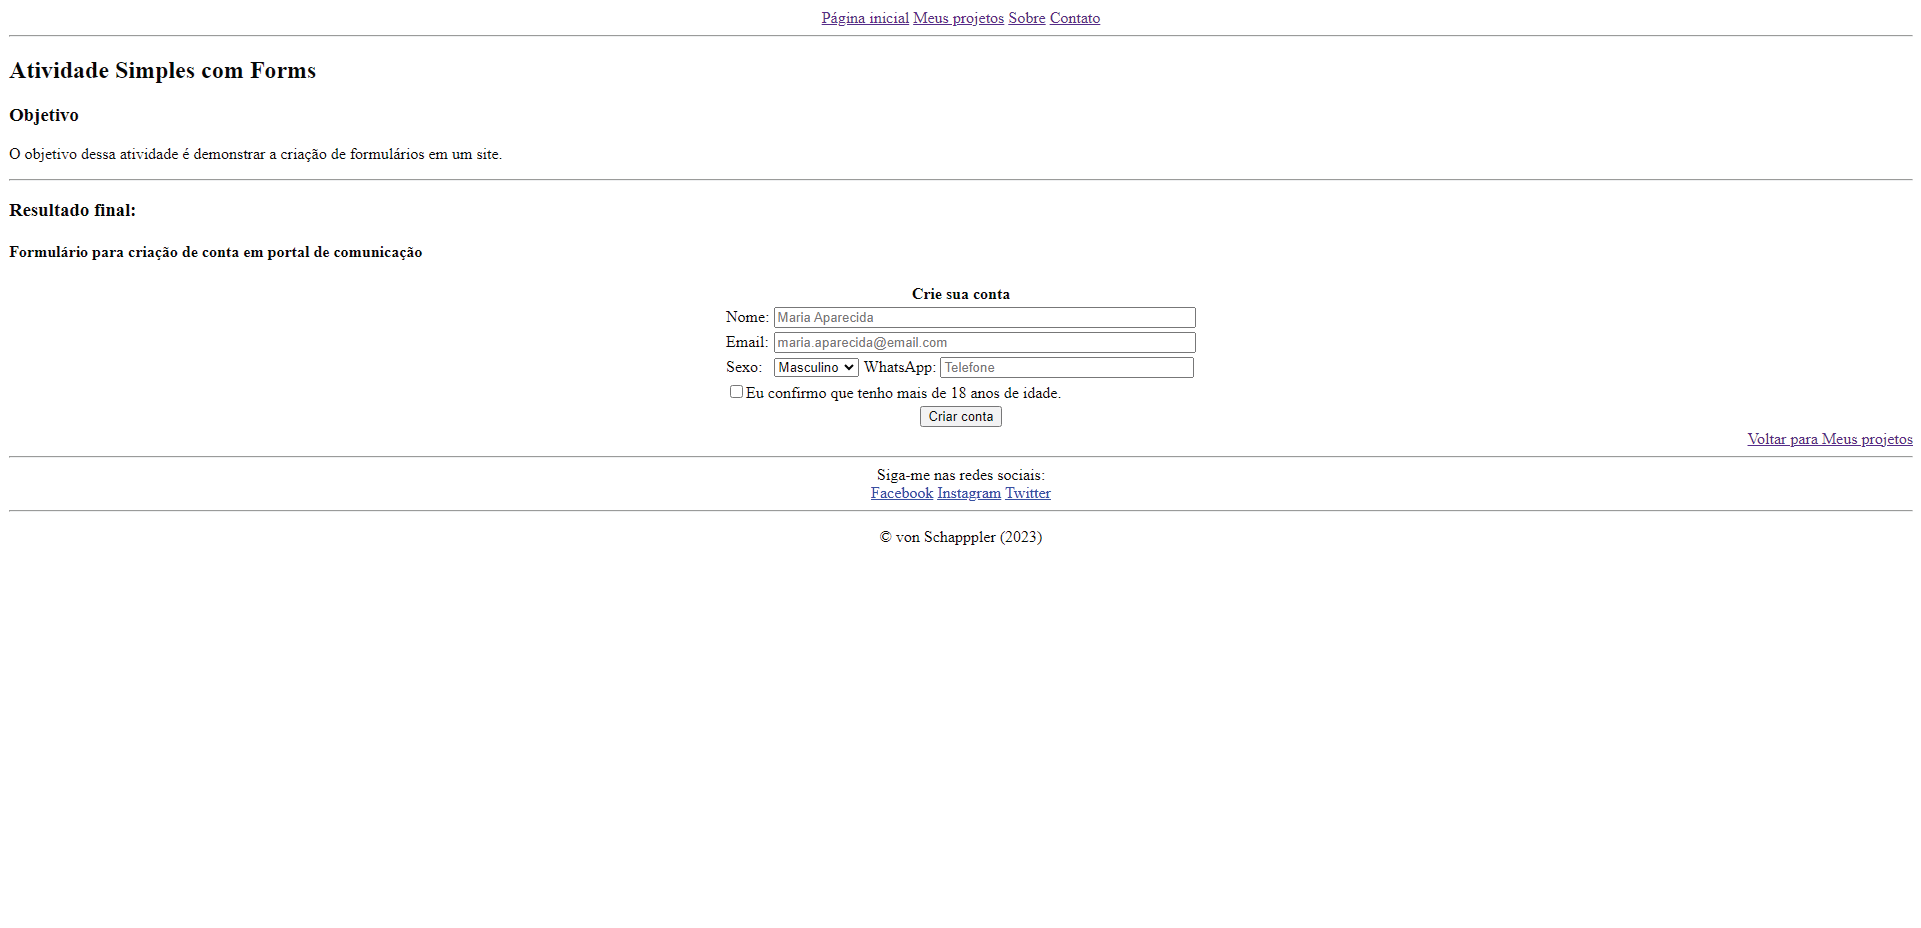 Página inicial Meus projetos Sobre Contato
Atividade Simples com Forms
Objetivo
O objetivo dessa atividade é demonstrar a criação de formulários em um site.
Resultado final:
Formulário para criação de conta em portal de comunicação
Crie sua conta
Nome: Maria Aparecida
Email: maria.aparecida@email.com
Sexo: Masculino WhatsApp: Telefone
Eu confirmo que tenho mais de 18 anos de idade.
Criar conta
Voltar para Meus projetos
Siga-me nas redes sociais:
Facebook Instagram Twitter
© von Schapppler (2023)